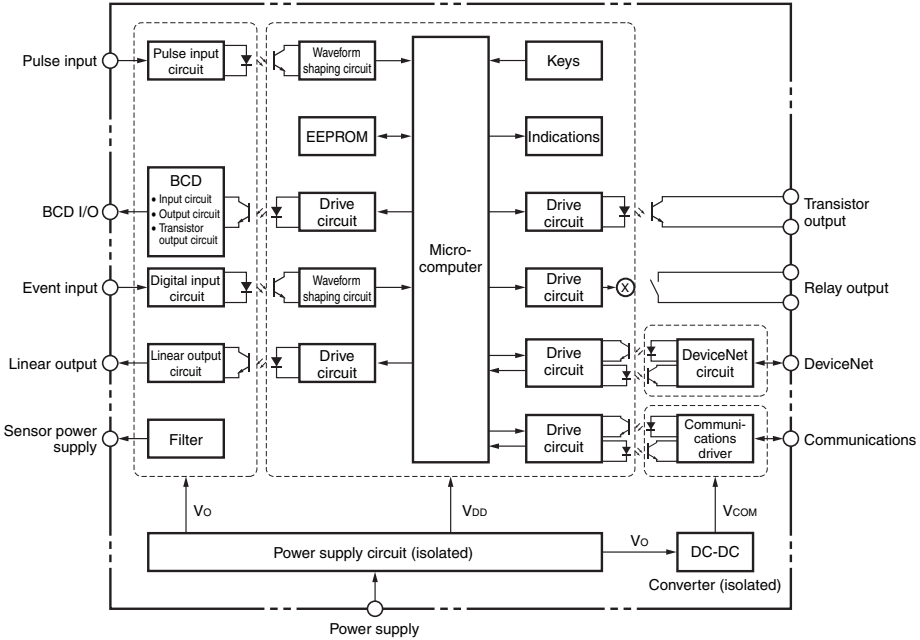 Pulse input
Pulse input
circuit
Waveform
shaping circuit
Keys
EEPROM
Indications
BCD I/O
BCD
• Input circuit
• Output circuit
• Transistor
output circuit
Drive
circuit
Micro-
computer
Drive
circuit
Transistor
output
Event input
Digital input
circuit
Waveform
shaping circuit
Drive
circuit
X
Relay output
Linear output
Linear output
circuit
Drive
circuit
Drive
circuit
DeviceNet
circuit
DeviceNet
Sensor power
supply
Filter
Drive
circuit
Communi-
cations
driver
Communications
VO
VDD
VCOM
Power supply circuit (isolated)
VO
DC-DC
Converter (isolated)
Power supply